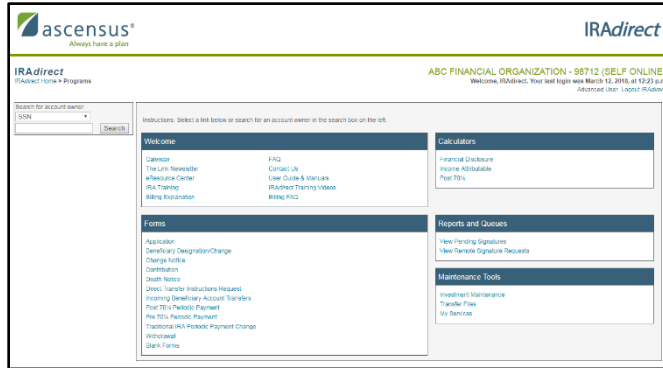 ascensus®
Always have a plan
IRAdirect
IRAdirect
IRAdirect Home > Programs
ABC FINANCIAL ORGANIZATION - 98712 (SELF ONLINE
Welcome, IRAdirect. Your last login was March 12, 2018, at 12:23 p.m
Advanced User Logout IRAdirec
Search for account owner:
SSN
Search
Instructions: Select a link below or search for an account owner in the search box on the left.
Welcome
Calendar
FAQ
The Link Newsletter
Contact Us
eResource Center
User Guide & Manuals
IRA Training
IRAdirect Training Videos
Billing Explanation
Billing FAQ
Calculators
Financial Disclosure
Income Attributable
Post 70½
Forms
Application
Beneficiary Designation/Change
Change Notice
Contribution
Death Notice
Direct Transfer Instructions Request
Incoming Beneficiary Account Transfers
Post 70½ Periodic Payment
Pre 70½ Periodic Payment
Traditional IRA Periodic Payment Change
Withdrawal
Blank Forms
Reports and Queues
View Pending Signatures
View Remote Signature Requests
Maintenance Tools
Investment Maintenance
Transfer Files
My Services